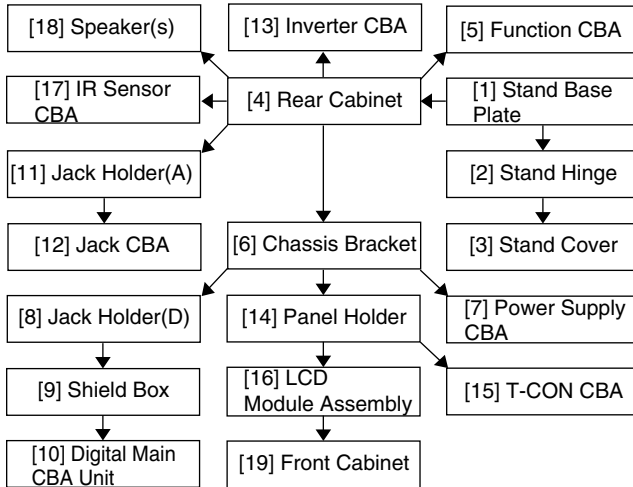 [18] Speaker(s)
[13] Inverter CBA
[5] Function CBA
[17] IR Sensor
CBA
[4] Rear Cabinet
[1] Stand Base
Plate
[11] Jack Holder(A)
[2] Stand Hinge
[12] Jack CBA
[6] Chassis Bracket
[3] Stand Cover
[8] Jack Holder(D)
[14] Panel Holder
[7] Power Supply
CBA
[9] Shield Box
[16] LCD
Module Assembly
[15] T-CON CBA
[10] Digital Main
CBA Unit
[19] Front Cabinet